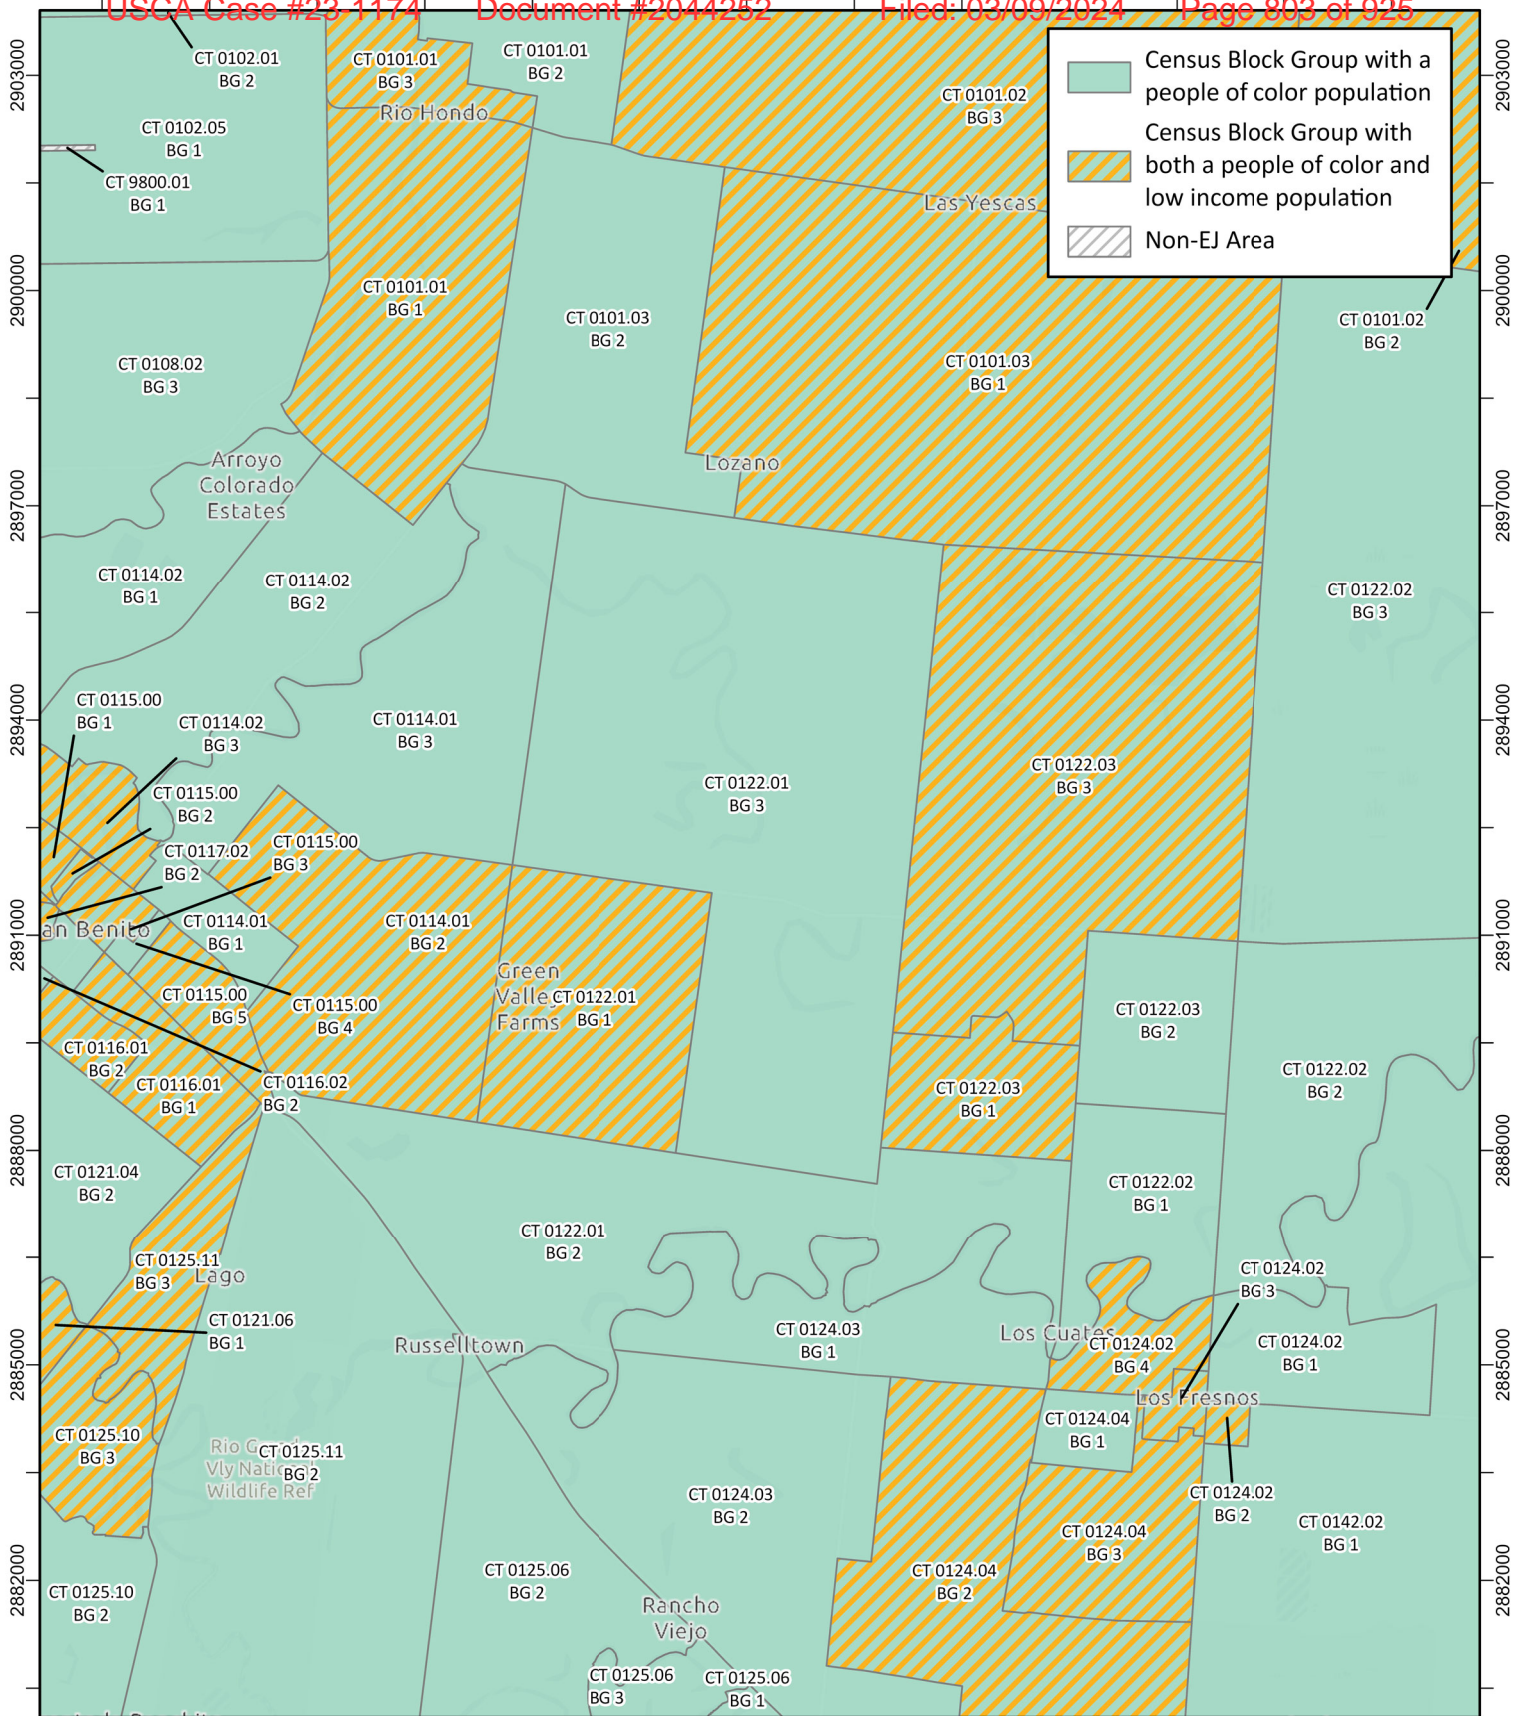 USCA Case #23-1174 Document #2044252 Filed: 03/09/2024 Page 803 of 925
Census Block Group with a
people of color population
Census Block Group with
both a people of color and
low income population
Non-EJ Area
2903000
2900000
2897000
2894000
2891000
2888000
2885000
2882000
2903000
2900000
2897000
2894000
2891000
2888000
2885000
2882000
CT 0102.01
BG 2
CT 0101.01
BG 3
CT 0101.01
BG 2
CT 0101.02
BG 3
Rio Hondo
CT 0102.05
BG 1
CT 9800.01
BG 1
Las Yescas
CT 0101.01
BG 1
CT 0101.03
BG 2
CT 0101.02
BG 2
CT 0108.02
BG 3
CT 0101.03
BG 1
Arroyo
Colorado
Estates
Lozano
CT 0114.02
BG 1
CT 0114.02
BG 2
CT 0122.02
BG 3
CT 0115.00
BG 1
CT 0114.02
BG 3
CT 0114.01
BG 3
CT 0122.01
BG 3
CT 0122.03
BG 3
CT 0115.00
BG 2
CT 0117.02
BG 2
CT 0115.00
BG 3
an Benito
CT 0114.01
BG 1
CT 0114.01
BG 2
Green
Valley
Farms
CT 0122.01
BG 1
CT 0115.00
BG 5
CT 0115.00
BG 4
CT 0122.03
BG 2
CT 0116.01
BG 2
CT 0116.01
BG 1
CT 0116.02
BG 2
CT 0122.03
BG 1
CT 0122.02
BG 2
CT 0121.04
BG 2
CT 0122.02
BG 1
CT 0122.01
BG 2
CT 0125.11
BG 3
Lago
CT 0124.02
BG 3
CT 0121.06
BG 1
Russelltown
CT 0124.03
BG 1
Los Cuates
CT 0124.02
BG 4
CT 0124.02
BG 1
Los Fresnos
CT 0124.04
BG 1
CT 0125.10
BG 3
Rio Grande
Vly National
Wildlife Ref
CT 0125.11
BG 2
CT 0124.03
BG 2
CT 0124.02
BG 2
CT 0142.02
BG 1
CT 0124.04
BG 3
CT 0124.04
BG 2
CT 0125.06
BG 2
CT 0125.10
BG 2
Rancho
Viejo
CT 0125.06
BG 3
CT 0125.06
BG 1